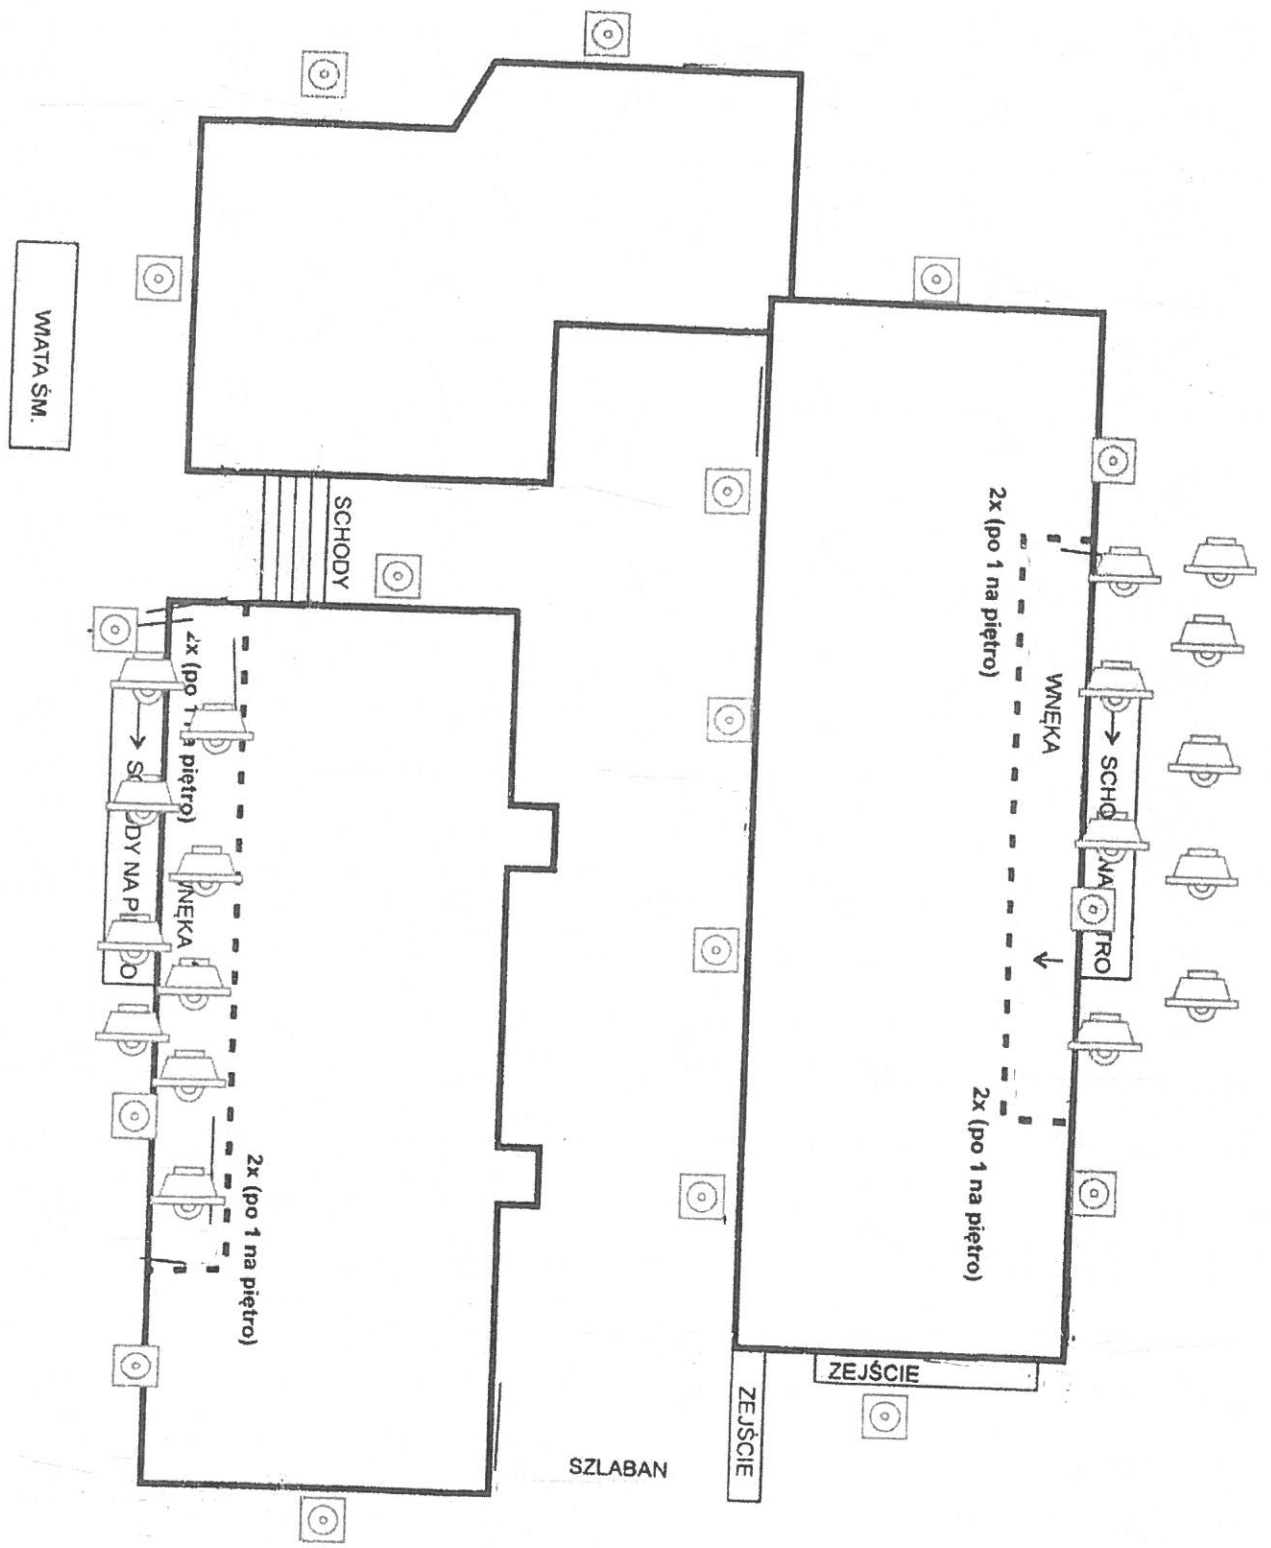 WIATA ŚM.
SCHODY
2x (po 1 na piętro)
WNĘKA
SCHODY NA PIĘTRO
2x (po 1 na piętro)
2x (po 1 na piętro)
WNĘKA
SCHODY NA PIĘTRO
2x (po 1 na piętro)
ZEJŚCIE
ZEJŚCIE
SZLABAN